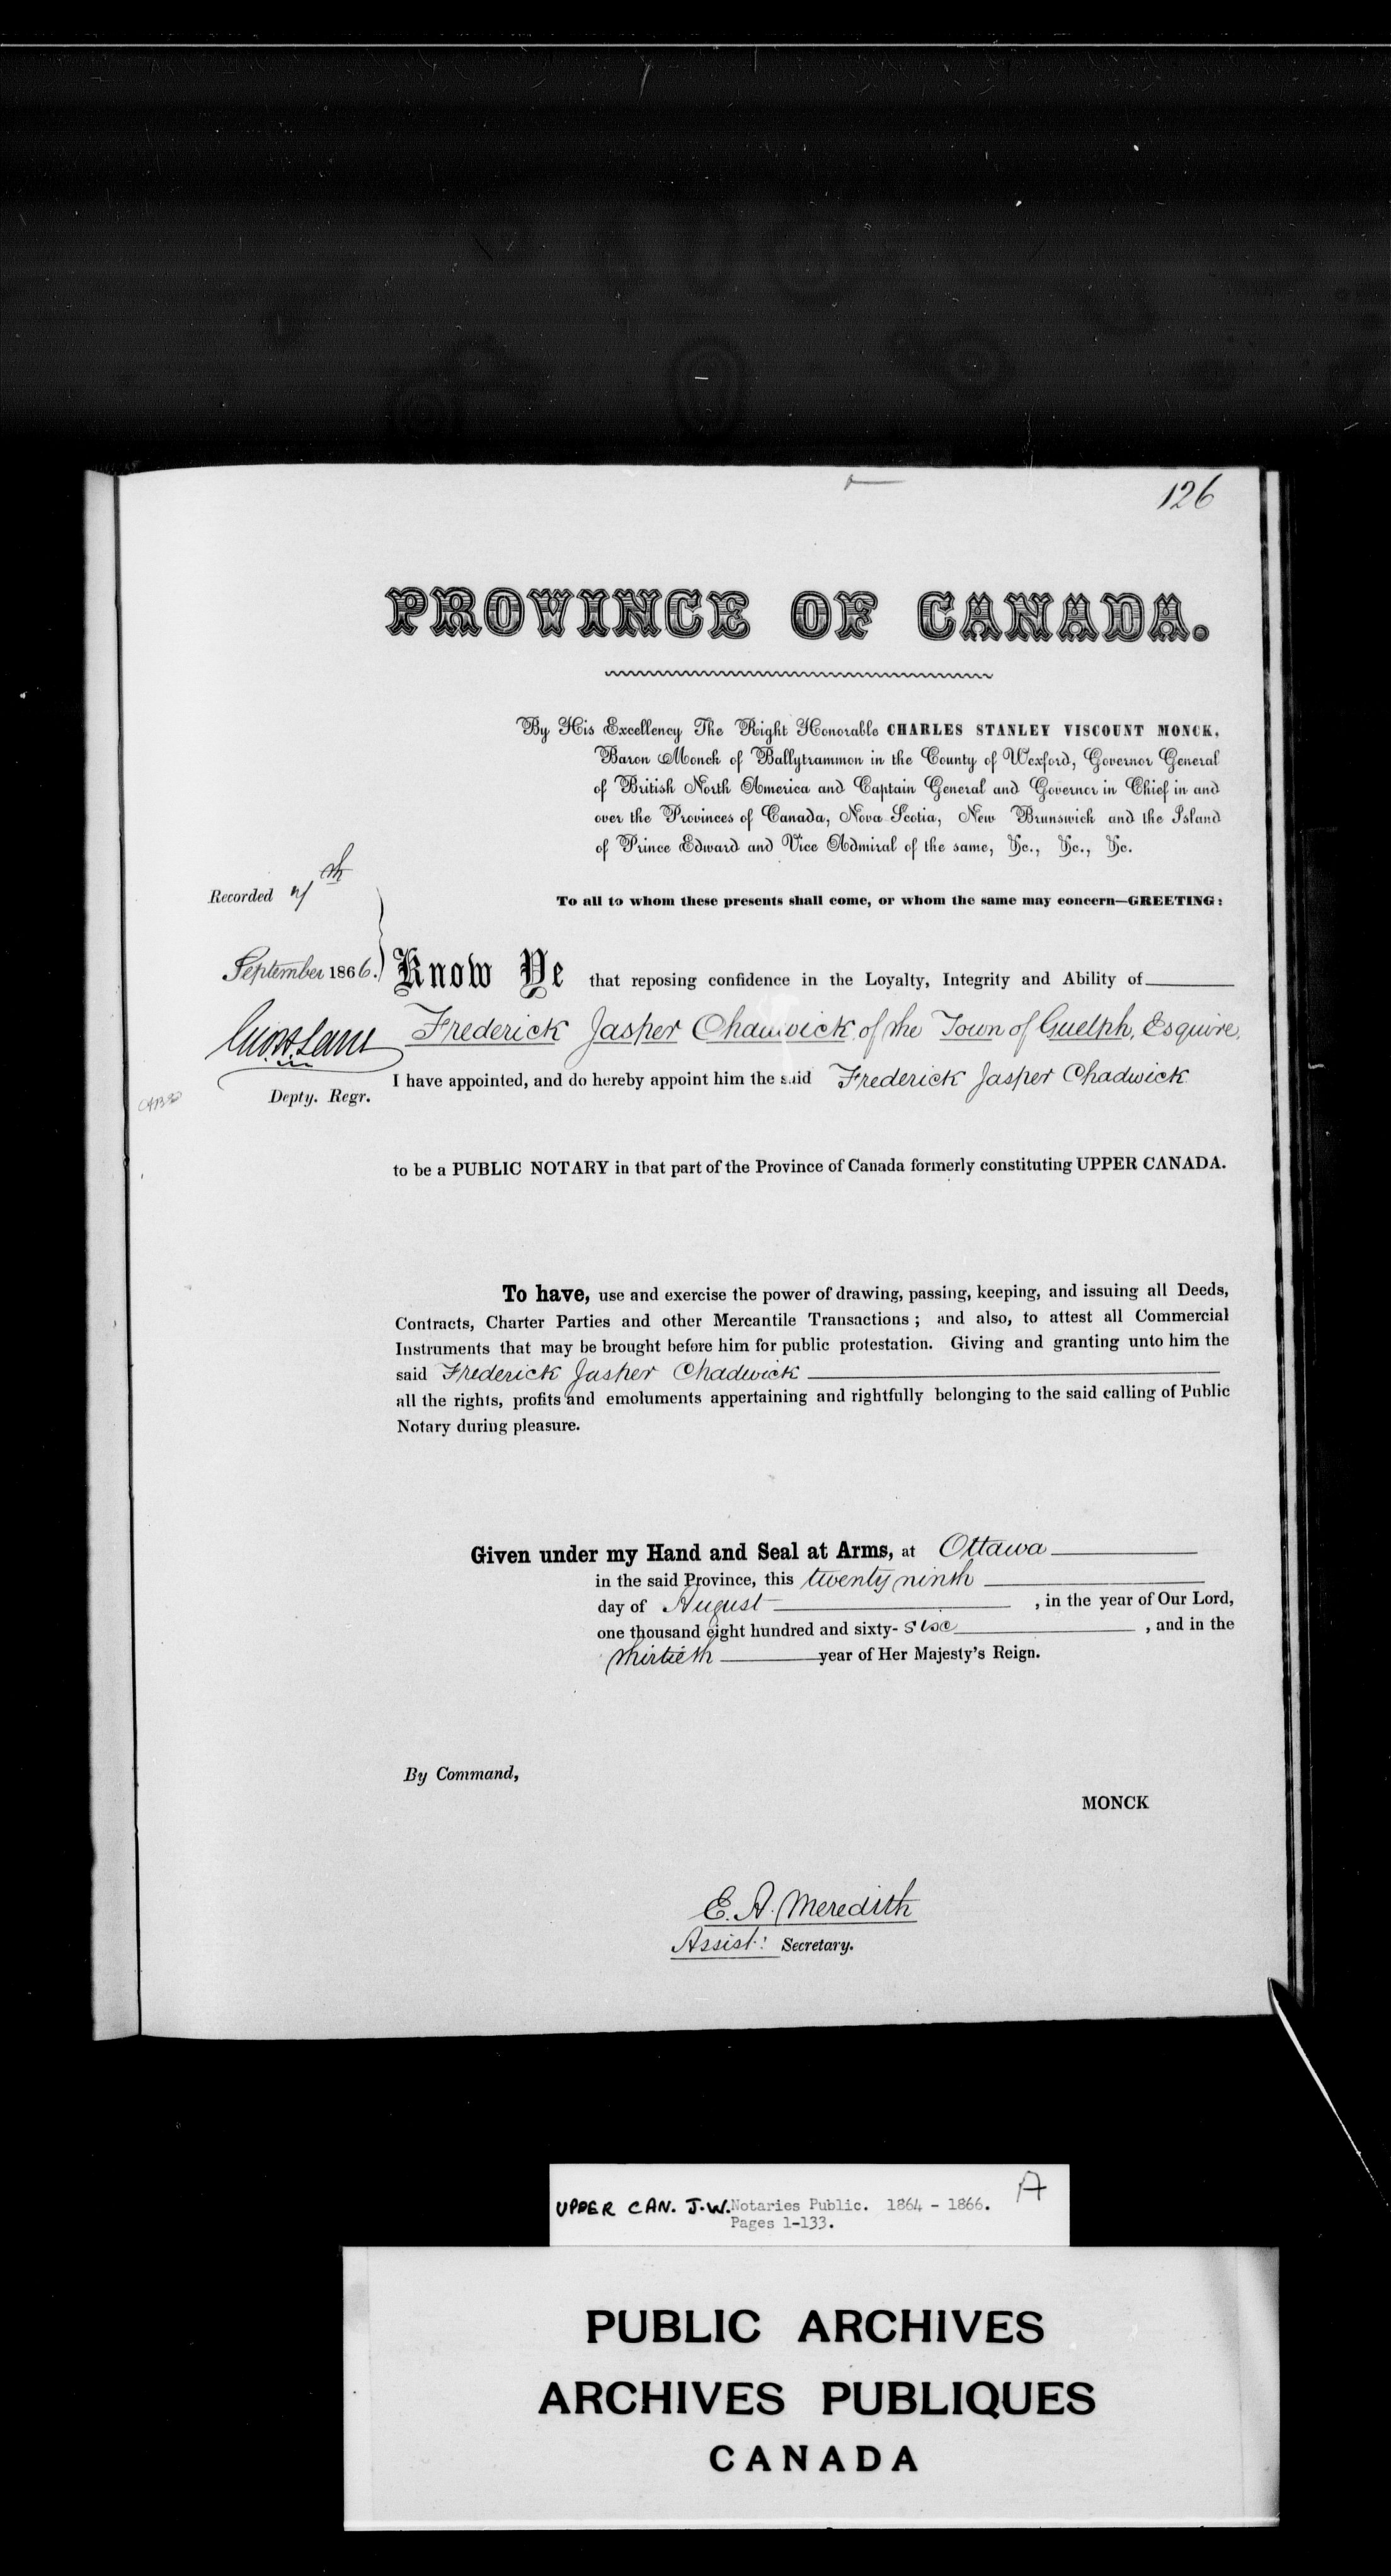 126
PROVINCE OF CANADA.
By His Excellency The Right Honorable CHARLES STANLEY VISCOUNT MONCK,
Baron Monck of Ballytrammon in the County of Wexford, Governor General
of British North America and Captain General and Governor in Chief in and
over the Provinces of Canada, Nova Scotia, New Brunswick and the Island
of Prince Edward and Vice Admiral of the same, &c., &c., &c.
To all to whom these presents shall come, or whom the same may concern—GREETING:
Recorded
September 1866.
Depty. Regr.
Know Ye that reposing confidence in the Loyalty, Integrity and Ability of
Frederick Jasper Chadwick of the Town of Guelph, Esquire,
I have appointed, and do hereby appoint him the said Frederick Jasper Chadwick
to be a PUBLIC NOTARY in that part of the Province of Canada formerly constituting UPPER CANADA.
To have, use and exercise the power of drawing, passing, keeping, and issuing all Deeds,
Contracts, Charter Parties and other Mercantile Transactions; and also, to attest all Commercial
Instruments that may be brought before him for public protestation. Giving and granting unto him the
said Frederick Jasper Chadwick
all the rights, profits and emoluments appertaining and rightfully belonging to the said calling of Public
Notary during pleasure.
Given under my Hand and Seal at Arms, at Ottawa
in the said Province, this twenty ninth
day of August , in the year of Our Lord,
one thousand eight hundred and sixty-six , and in the
thirtieth year of Her Majesty's Reign.
By Command,
MONCK
E. A. Meredith
Assist: Secretary.
UPPER CAN. J.W. Notaries Public. 1864 - 1866. A
Pages 1-133.
PUBLIC ARCHIVES
ARCHIVES PUBLIQUES
CANADA